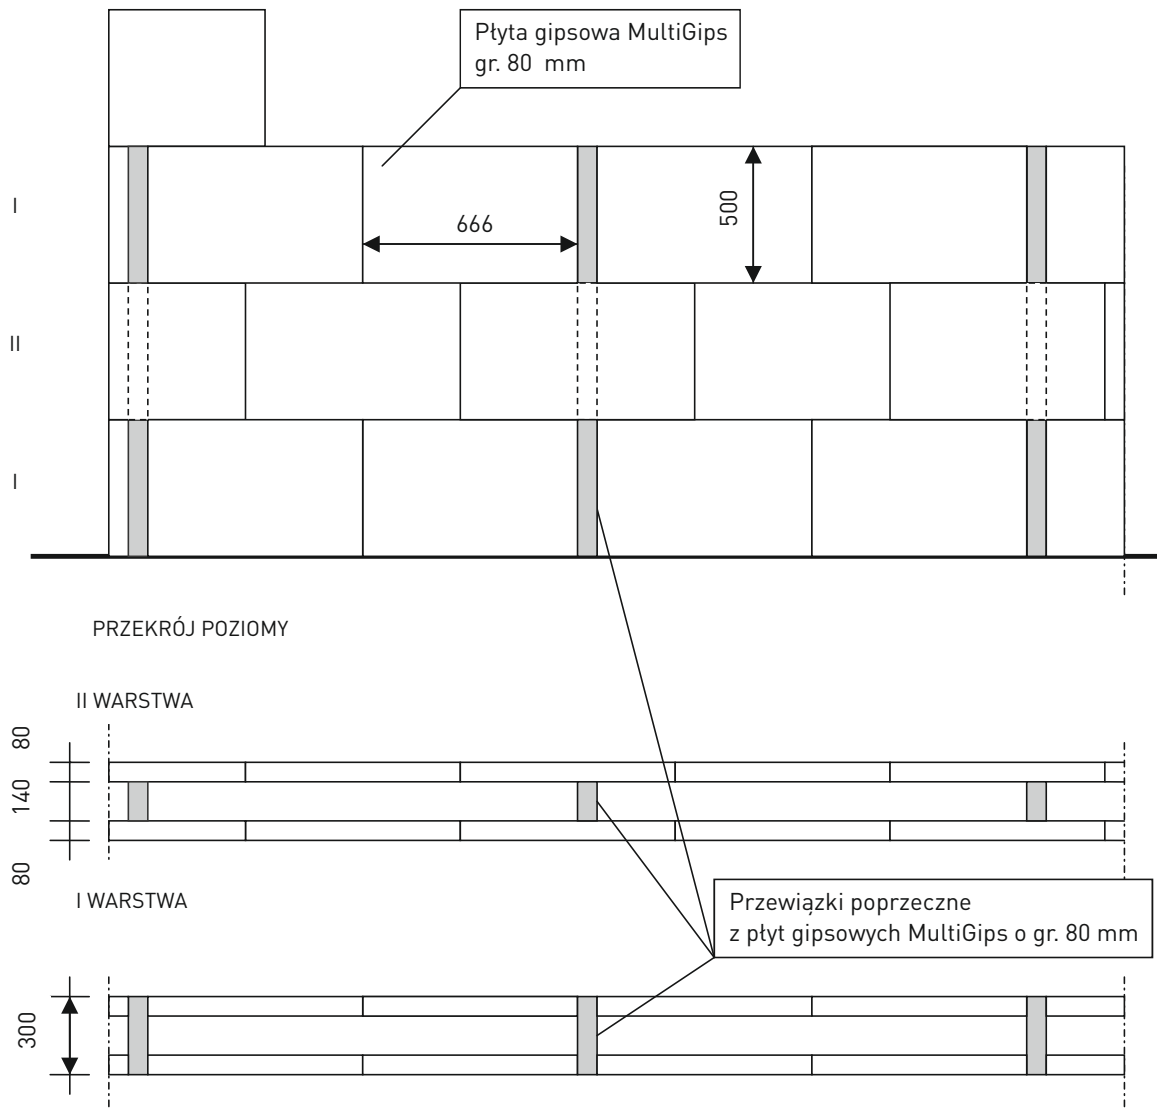 Płyta gipsowa MultiGips
gr. 80 mm
I
666
500
II
I
PRZEKRÓJ POZIOMY
II WARSTWA
80
140
80
I WARSTWA
Przewiązki poprzeczne
z płyt gipsowych MultiGips o gr. 80 mm
300